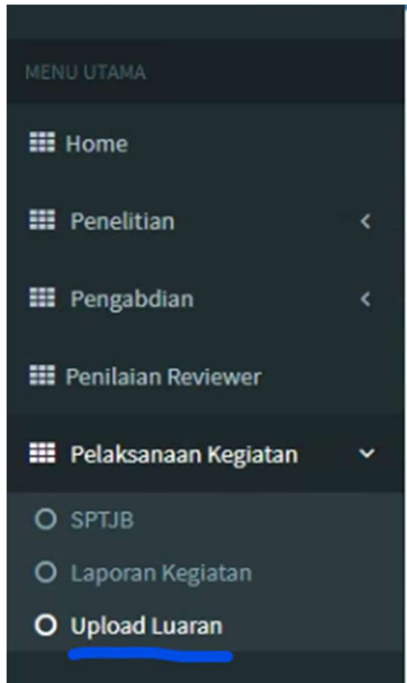 MENU UTAMA
Home
Penelitian
Pengabdian
Penilaian Reviewer
Pelaksanaan Kegiatan
SPTJB
Laporan Kegiatan
Upload Luaran